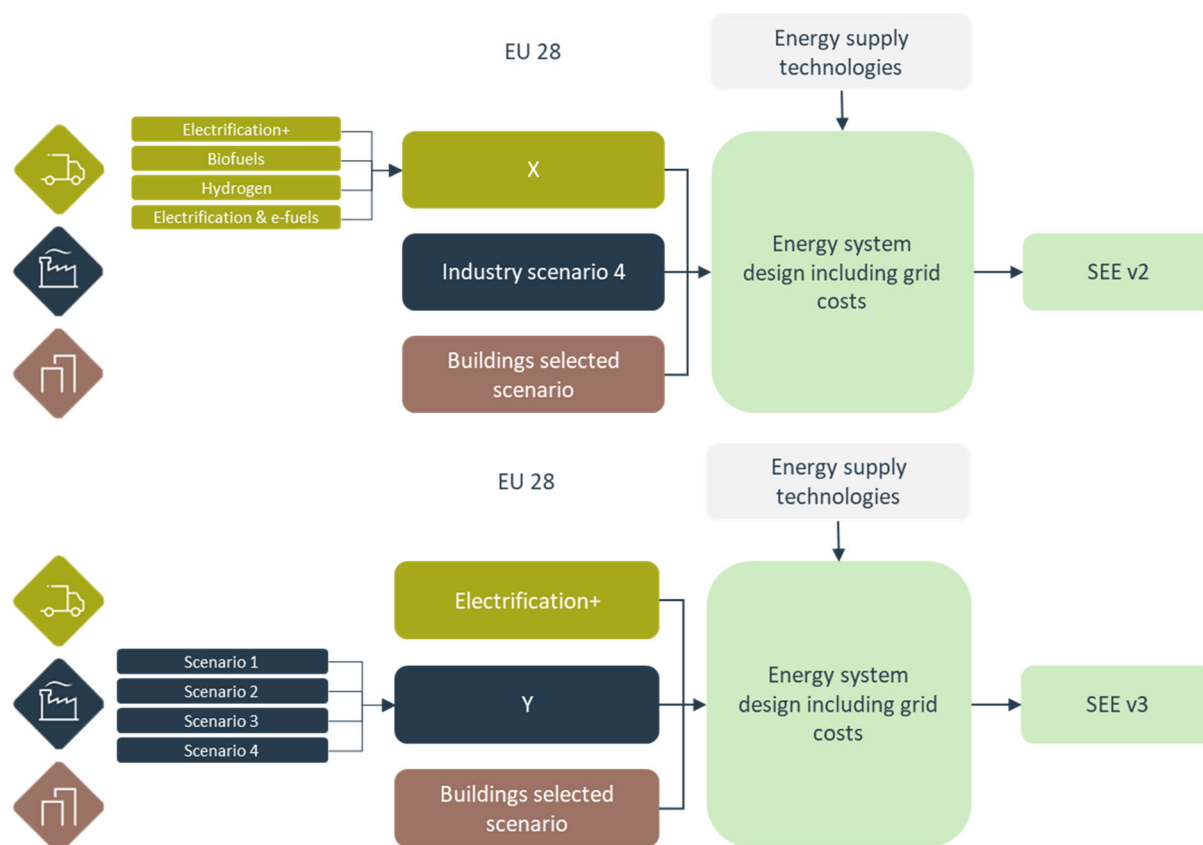 EU 28
Energy supply
technologies
Electrification+
Biofuels
Hydrogen
Electrification & e-fuels
X
Industry scenario 4
Buildings selected
scenario
Energy system
design including grid
costs
SEE v2
EU 28
Energy supply
technologies
Electrification+
Scenario 1
Scenario 2
Scenario 3
Scenario 4
Y
Buildings selected
scenario
Energy system
design including grid
costs
SEE v3